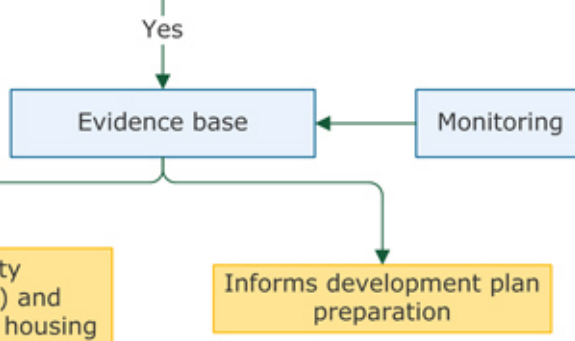 Yes
Evidence base
Monitoring
Informs development plan
preparation
) and
housing